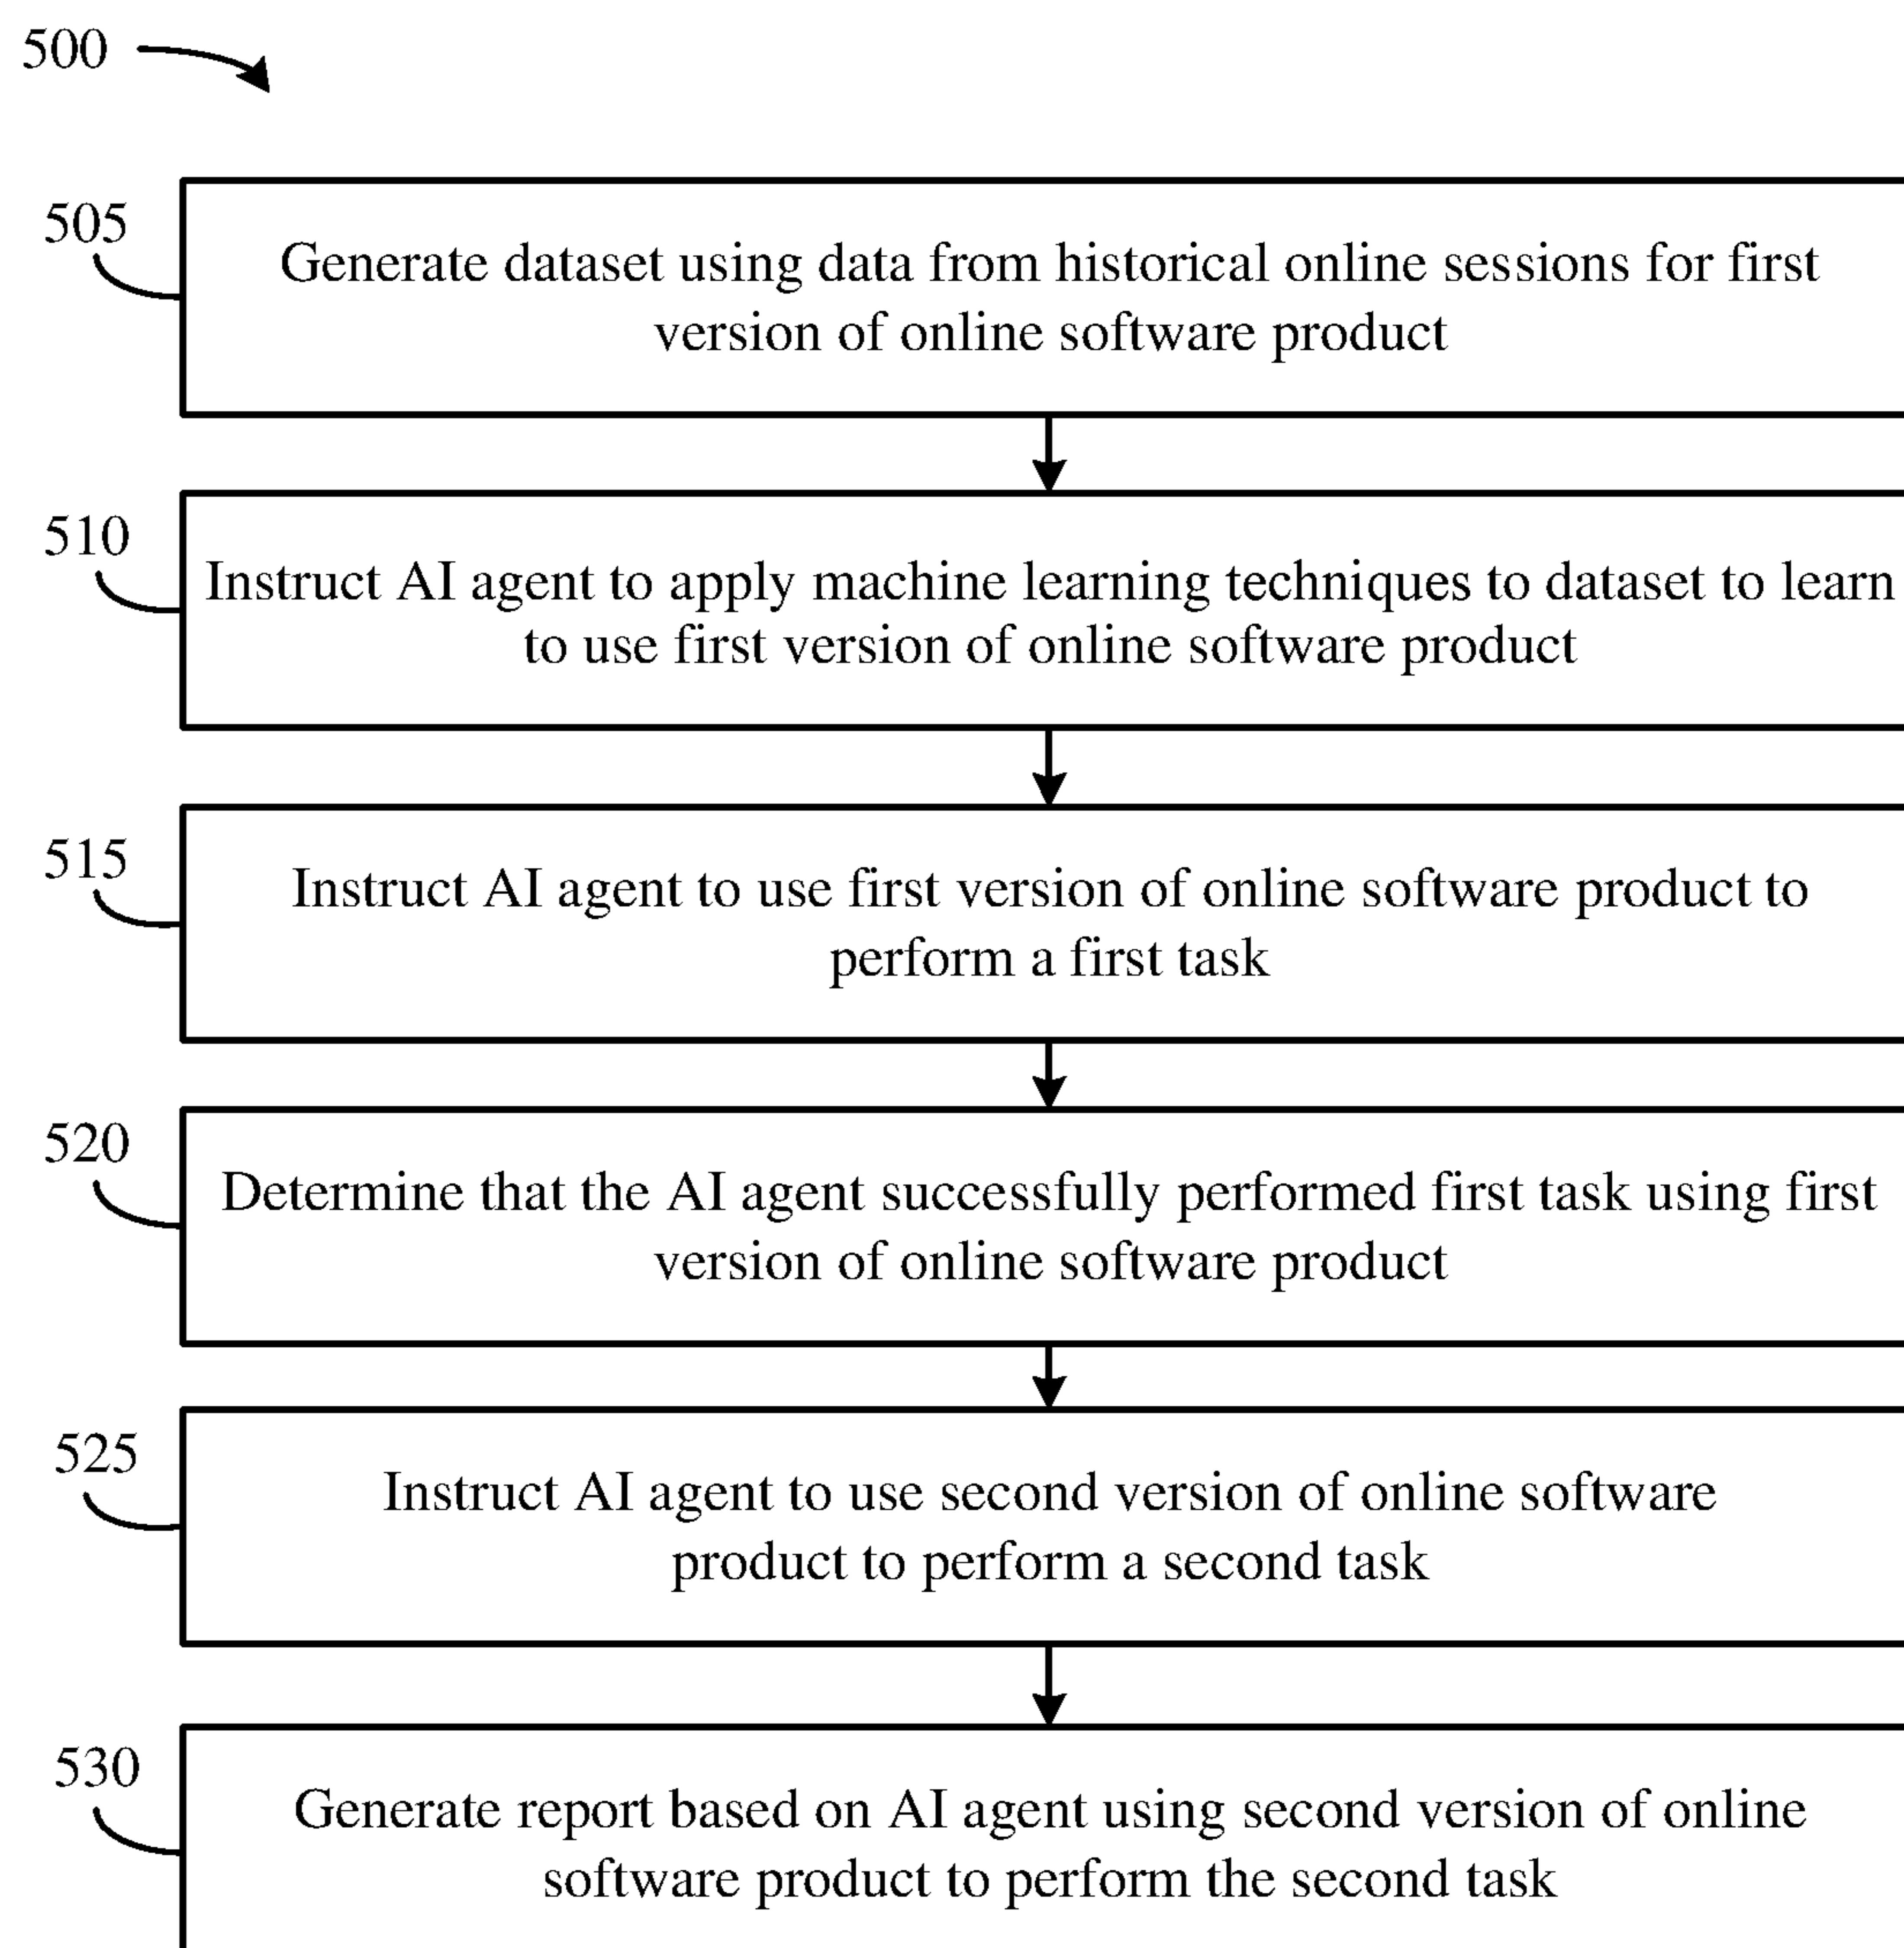 500
505
Generate dataset using data from historical online sessions for first
version of online software product
510
Instruct AI agent to apply machine learning techniques to dataset to learn
to use first version of online software product
515
Instruct AI agent to use first version of online software product to
perform a first task
520
Determine that the AI agent successfully performed first task using first
version of online software product
525
Instruct AI agent to use second version of online software
product to perform a second task
530
Generate report based on AI agent using second version of online
software product to perform the second task